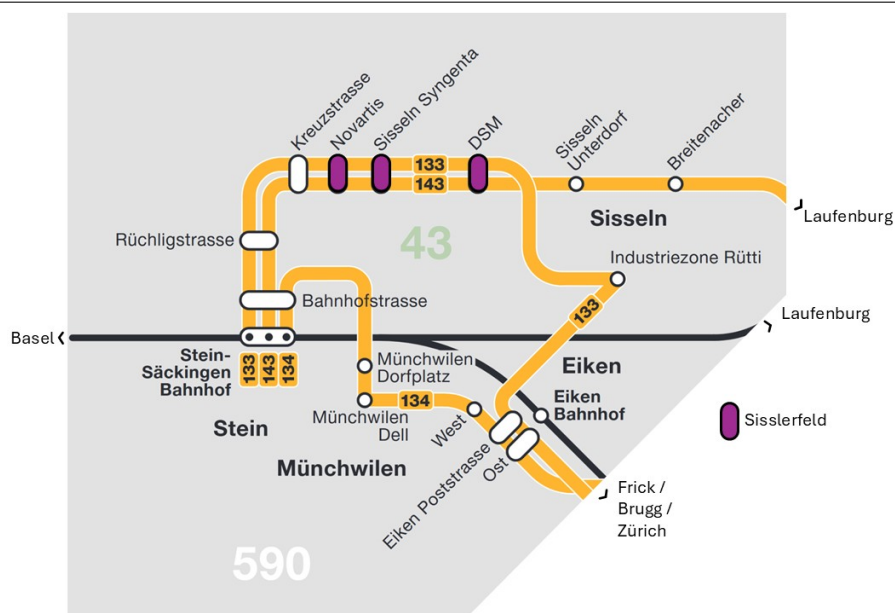 Kreuzstrasse
Novartis
Sisseln Syngenta
DSM
Sisseln
Unterdorf
Breitenacher
133
143
Laufenburg
Sisseln
Rüchligstrasse
43
Industriezone Rütti
Bahnhofstrasse
133
Laufenburg
Basel
Stein-
Säckingen
Bahnhof
133
143
134
Münchwilen
Dorfplatz
Eiken
Eiken
Bahnhof
134
Münchwilen
Dell
West
Stein
Sisslerfeld
Münchwilen
Eiken Poststrasse
Ost
Frick /
Brugg /
Zürich
590